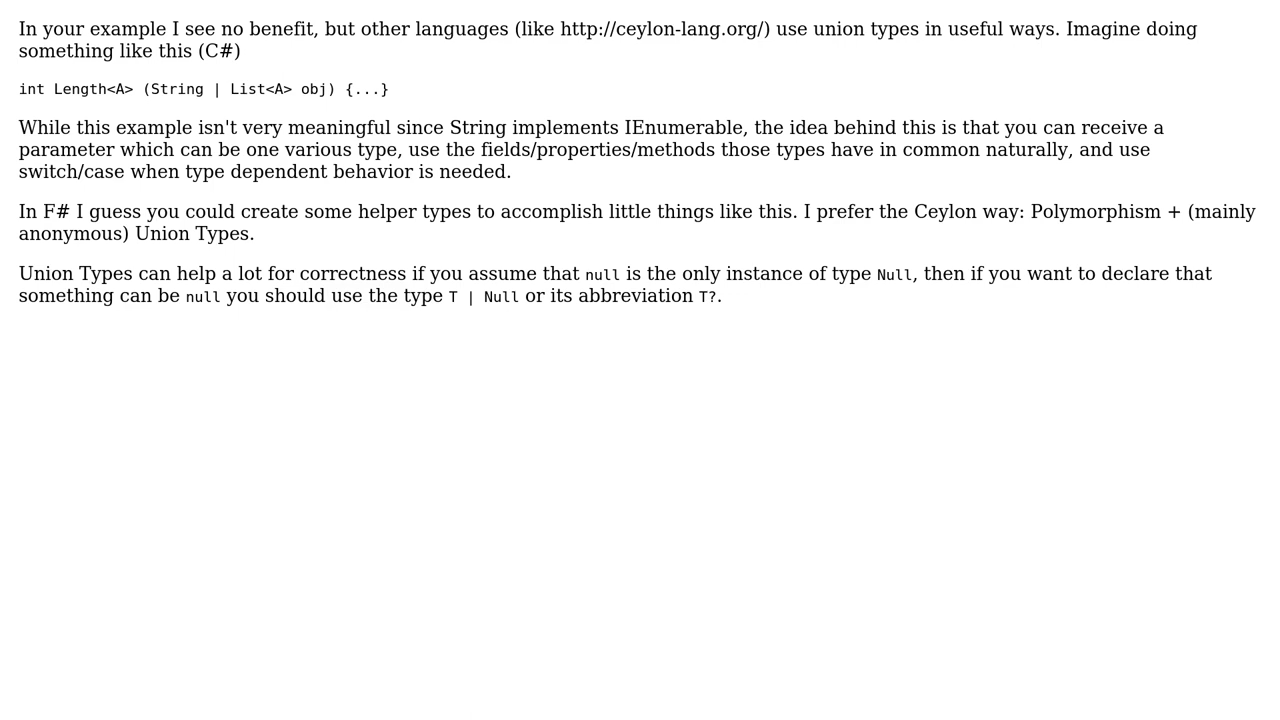 In your example I see no benefit, but other languages (like http://ceylon-lang.org/) use union types in useful ways. Imagine doing
something like this (C#)
int Length<A> (String | List<A> obj) {...}
While this example isn't very meaningful since String implements IEnumerable, the idea behind this is that you can receive a
parameter which can be one various type, use the fields/properties/methods those types have in common naturally, and use
switch/case when type dependent behavior is needed.
In F# I guess you could create some helper types to accomplish little things like this. I prefer the Ceylon way: Polymorphism + (mainly
anonymous) Union Types.
Union Types can help a lot for correctness if you assume that null is the only instance of type Null, then if you want to declare that
something can be null you should use the type T | Null or its abbreviation T?.